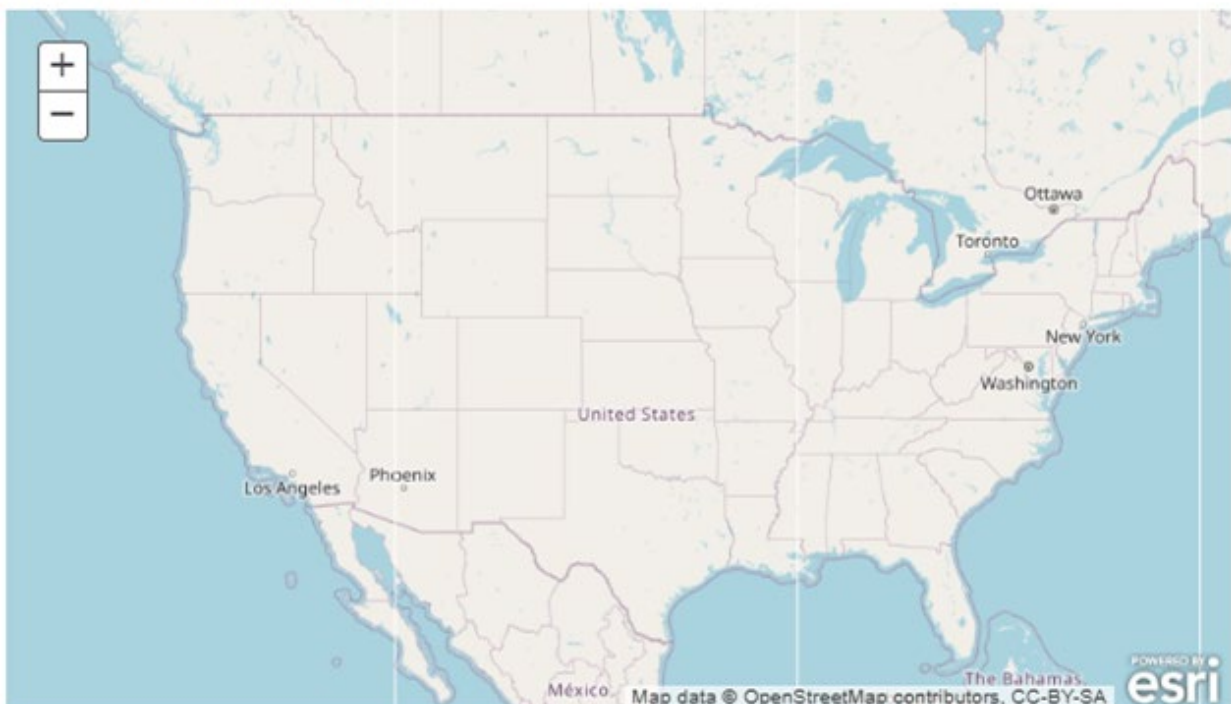 +
−
Ottawa
Toronto
New York
Washington
United States
Phoenix
Los Angeles
México
The Bahamas
Map data © OpenStreetMap contributors, CC-BY-SA
POWERED BY
esri